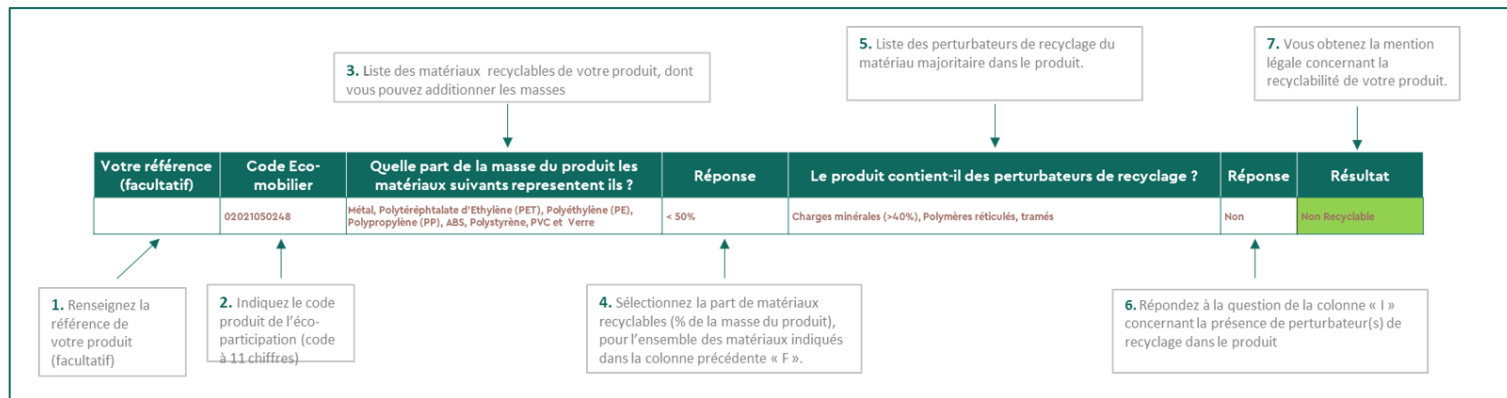 3. Liste des matériaux recyclables de votre produit, dont
vous pouvez additionner les masses
5. Liste des perturbateurs de recyclage du
matériau majoritaire dans le produit.
7. Vous obtenez la mention
légale concernant la
recyclabilité de votre produit.
Votre référence
(facultatif)
Code Eco-
mobilier
Quelle part de la masse du produit les
matériaux suivants representent ils ?
Réponse
Le produit contient-il des perturbateurs de recyclage ?
Réponse
Résultat
02021050248
Métal, Polytéréphtalate d'Ethylène (PET), Polyéthylène (PE),
Polypropylène (PP), ABS, Polystyrène, PVC et Verre
< 50%
Charges minérales (>40%), Polymères réticulés, tramés
Non
Non Recyclable
1. Renseignez la
référence de
votre produit
(facultatif)
2. Indiquez le code
produit de l'éco-
participation (code
à 11 chiffres)
4. Sélectionnez la part de matériaux
recyclables (% de la masse du produit),
pour l'ensemble des matériaux indiqués
dans la colonne précédente « F ».
6. Répondez à la question de la colonne « I »
concernant la présence de perturbateur(s) de
recyclage dans le produit